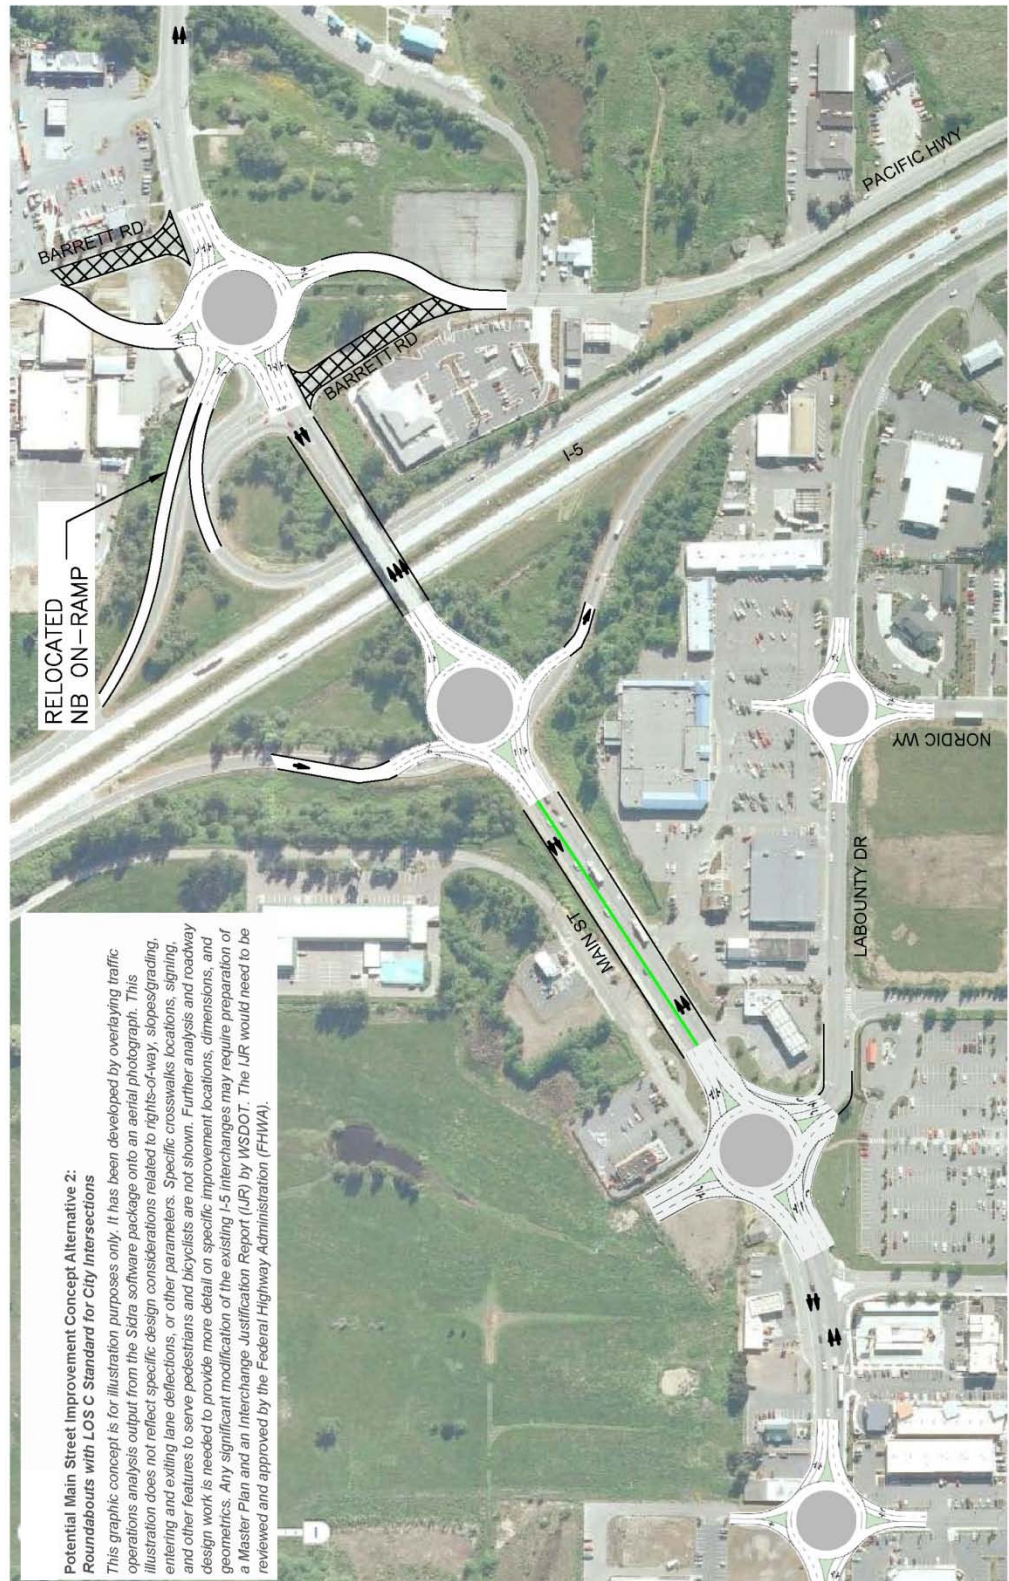 Potential Main Street Improvement Concept Alternative 2:
Roundabouts with LOS C Standard for City Intersections
This graphic concept is for illustration purposes only. It has been developed by overlaying traffic
operations analysis output from the Sidra software package onto an aerial photograph. This
illustration does not reflect specific design considerations related to rights-of-way, slopes/grading,
entering and exiting lane deflections, or other parameters. Specific crosswalks locations, signing,
and other features to serve pedestrians and bicyclists are not shown. Further analysis and roadway
design work is needed to provide more detail on specific improvement locations, dimensions, and
geometrics. Any significant modification of the existing I-5 interchanges may require preparation of
a Master Plan and an Interchange Justification Report (IJR) by WSDOT. The IJR would need to be
reviewed and approved by the Federal Highway Administration (FHWA).
RELOCATED
NB ON-RAMP
BARRETT RD
BARRETT RD
PACIFIC HWY
I-5
MAIN ST
LABOUNTY DR
NORDIC WY